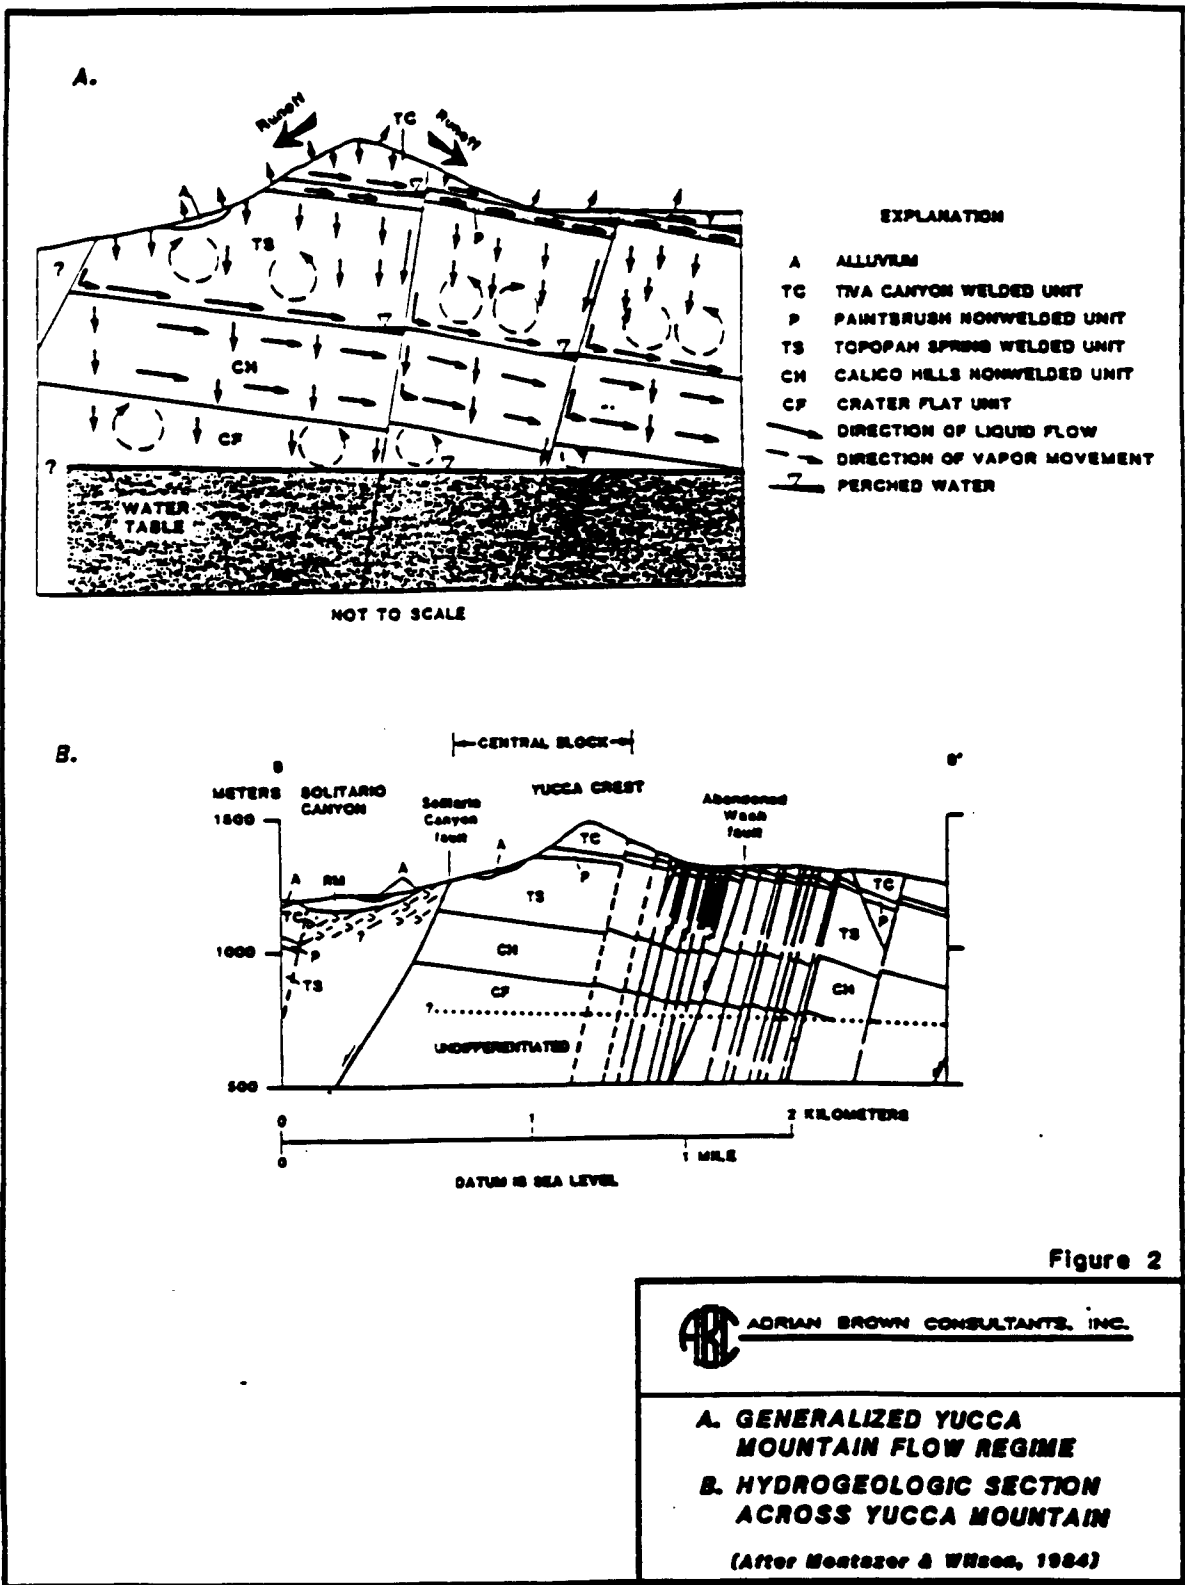 A.
Runoff
TC
Runoff
A
P
TS
?
CH
CF
?
WATER
TABLE
NOT TO SCALE
EXPLANATION
A ALLUVIUM
TC TIVA CANYON WELDED UNIT
P PAINTBRUSH NONWELDED UNIT
TS TOPOPAH SPRING WELDED UNIT
CH CALICO HILLS NONWELDED UNIT
CF CRATER FLAT UNIT
DIRECTION OF LIQUID FLOW
DIRECTION OF VAPOR MOVEMENT
PERCHED WATER
B.
CENTRAL BLOCK
B
B'
METERS
SOLITARIO
CANYON
YUCCA CREST
Solitario
Canyon
fault
Abandoned
Wash
fault
1500
TC
A
A
A
RM
P
TC
TS
TC
P
?
TS
1000
P
CH
TS
CF
CH
?
UNDIFFERENTIATED
500
0
1
2 KILOMETERS
0
1 MILE
DATUM IS SEA LEVEL
Figure 2
ABC
ADRIAN BROWN CONSULTANTS, INC.
A. GENERALIZED YUCCA
MOUNTAIN FLOW REGIME
B. HYDROGEOLOGIC SECTION
ACROSS YUCCA MOUNTAIN
(After Montazer & Wilson, 1984)